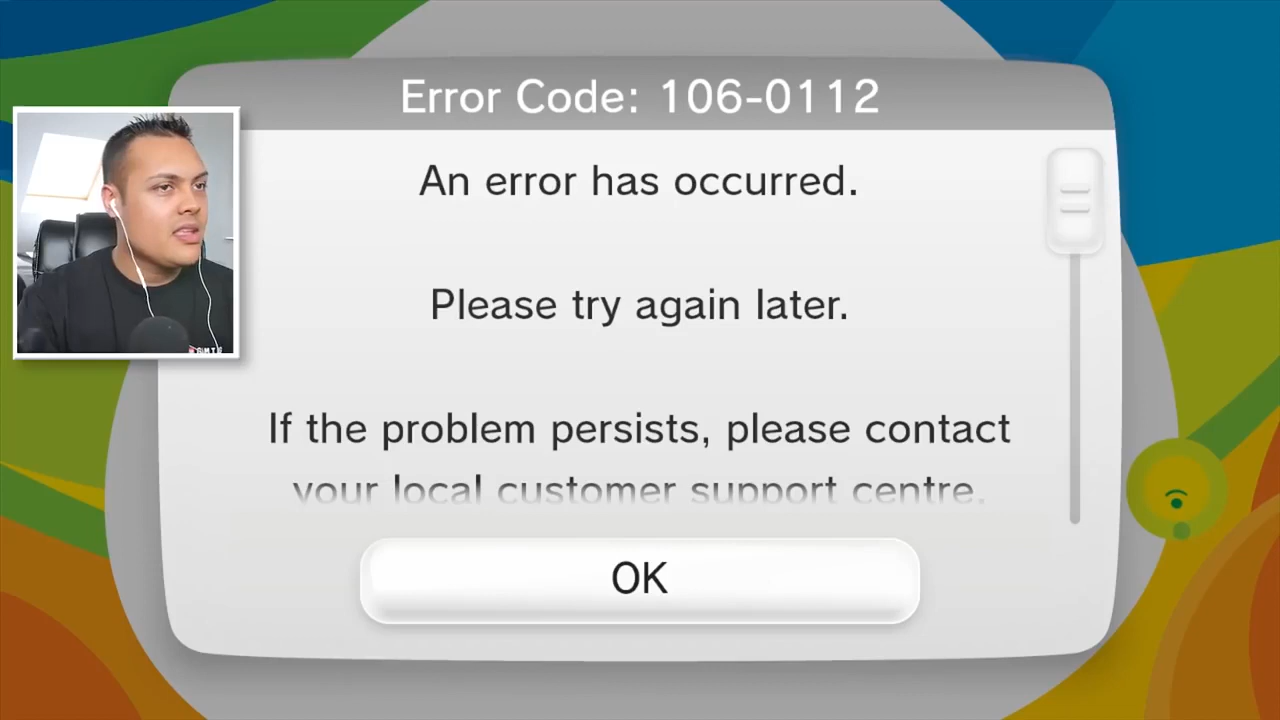 Error Code: 106-0112
An error has occurred.
Please try again later.
If the problem persists, please contact
your local customer support centre.
OK